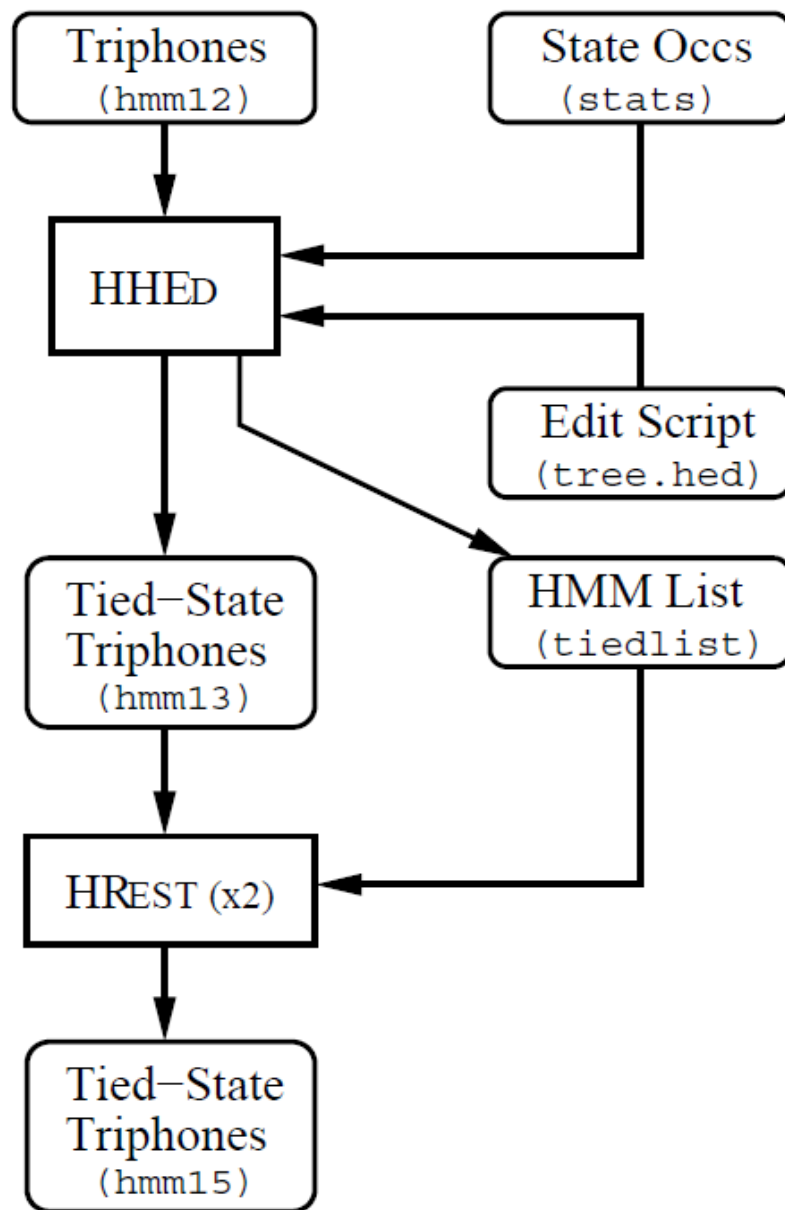 Triphones
(hmm12)
State Occs
(stats)
HHED
Edit Script
(tree.hed)
Tied−State
Triphones
(hmm13)
HMM List
(tiedlist)
HREST (x2)
Tied−State
Triphones
(hmm15)